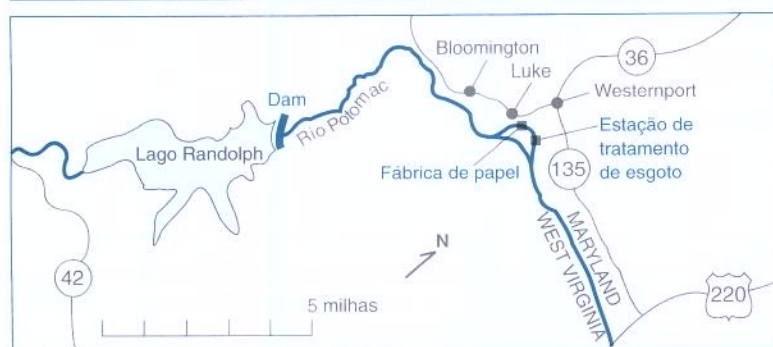 Bloomington
36
Luke
Westernport
Dam
Rio Potomac
Estação de
tratamento
de esgoto
Lago Randolph
Fábrica de papel
135
MARYLAND
WEST VIRGINIA
N
42
5 milhas
220